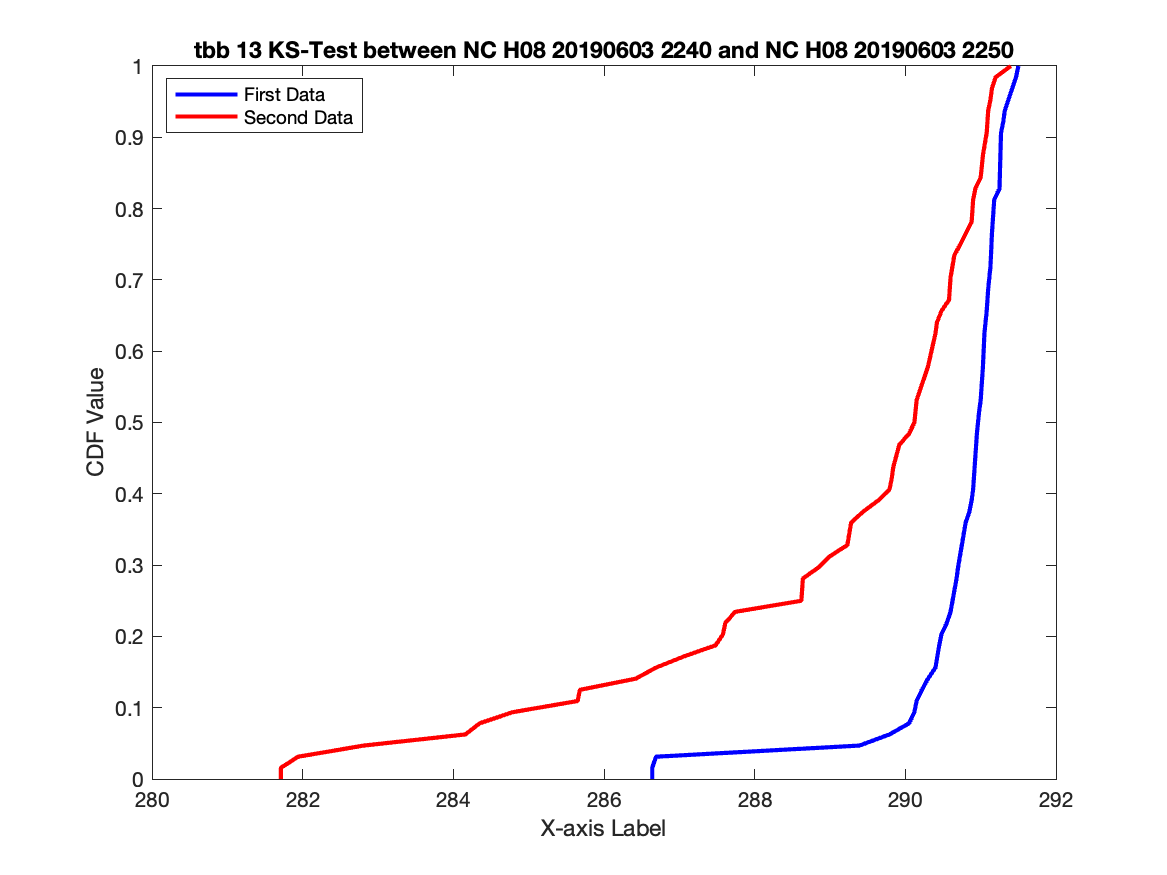 tbb 13 KS-Test between NC H08 20190603 2240 and NC H08 20190603 2250
First Data
Second Data
1
0.9
0.8
0.7
0.6
0.5
0.4
0.3
0.2
0.1
0
CDF Value
280 282 284 286 288 290 292
X-axis Label